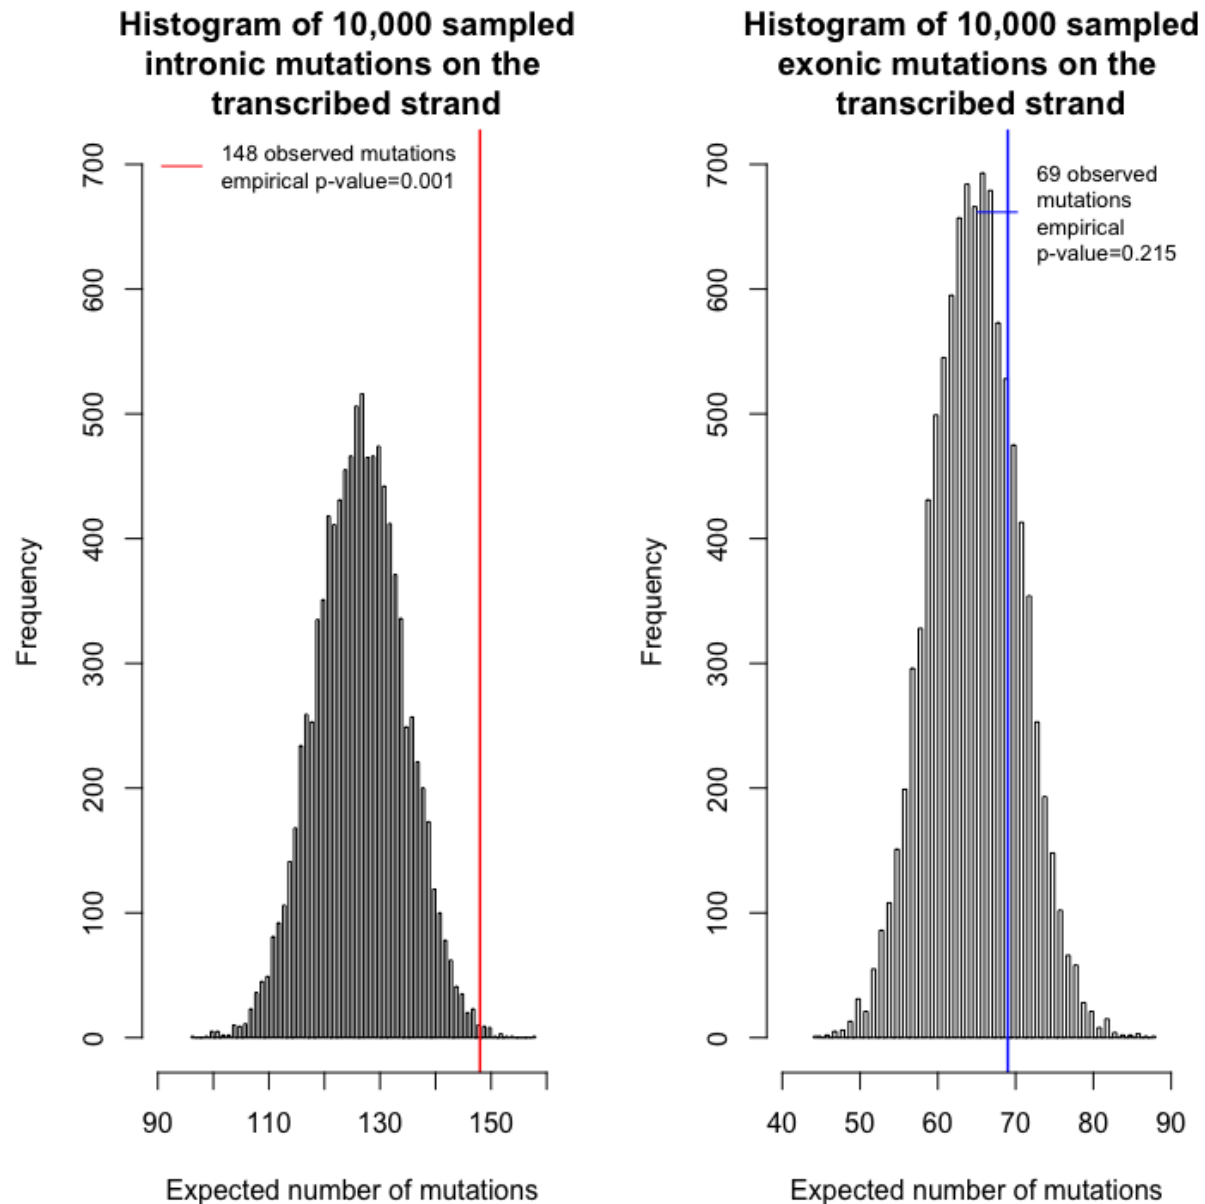 Histogram of 10,000 sampled
intronic mutations on the
transcribed strand
148 observed mutations
empirical p-value=0.001
700
600
500
400
300
200
100
0
Frequency
90 110 130 150
Expected number of mutations
Histogram of 10,000 sampled
exonic mutations on the
transcribed strand
69 observed
mutations
empirical
p-value=0.215
700
600
500
400
300
200
100
0
Frequency
40 50 60 70 80 90
Expected number of mutations